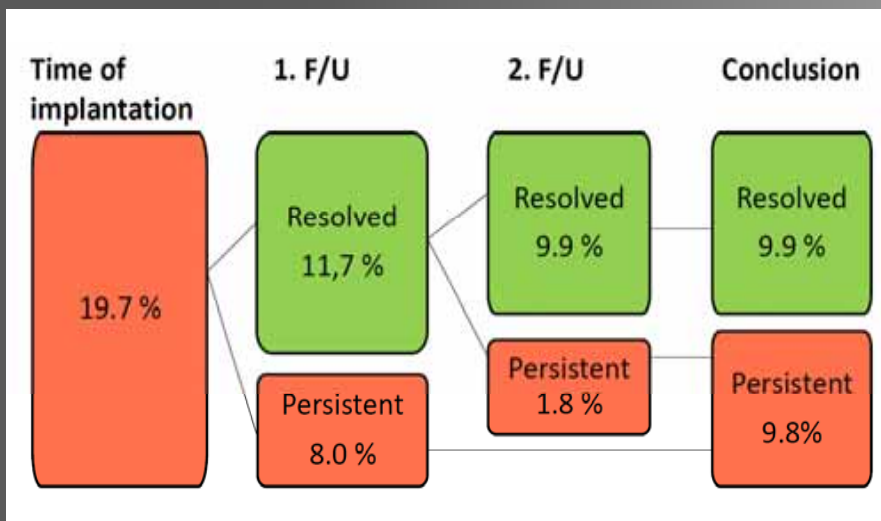 Time of
implantation
1. F/U
2. F/U
Conclusion
19.7 %
Resolved
11,7 %
Persistent
8.0 %
Resolved
9.9 %
Persistent
1.8 %
Resolved
9.9 %
Persistent
9.8%